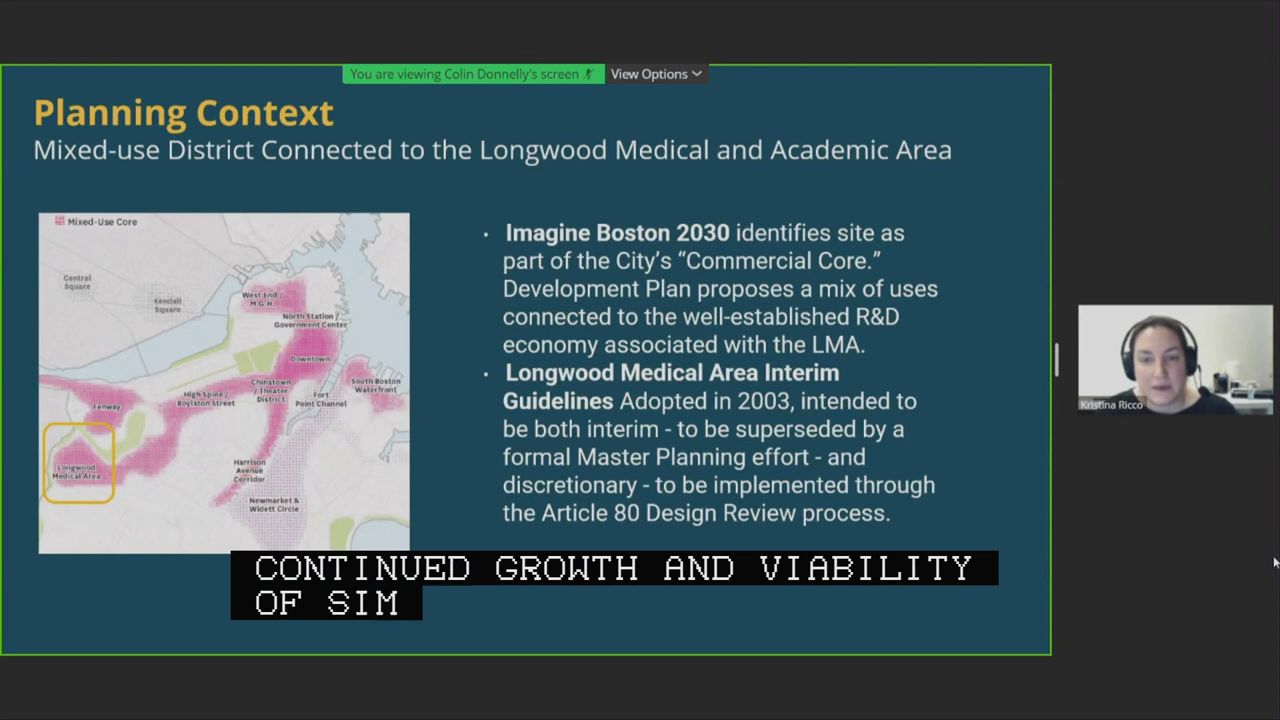 You are viewing Colin Donnelly's screen
View Options
Planning Context
Mixed-use District Connected to the Longwood Medical and Academic Area
Mixed-Use Core
Central
Square
Kendall
Square
West End /
M.G.H.
North Station /
Government Center
Downtown
Chinatown
/ Theater
District
South Boston
Waterfront
Fort
Point Channel
High Spine /
Boylston Street
Fenway
Longwood
Medical Area
Harrison
Avenue
Corridor
Newmarket &
Widett Circle
· Imagine Boston 2030 identifies site as
part of the City's “Commercial Core.”
Development Plan proposes a mix of uses
connected to the well-established R&D
economy associated with the LMA.
· Longwood Medical Area Interim
Guidelines Adopted in 2003, intended to
be both interim - to be superseded by a
formal Master Planning effort - and
discretionary - to be implemented through
the Article 80 Design Review process.
Kristina Ricco
CONTINUED GROWTH AND VIABILITY
OF SIM